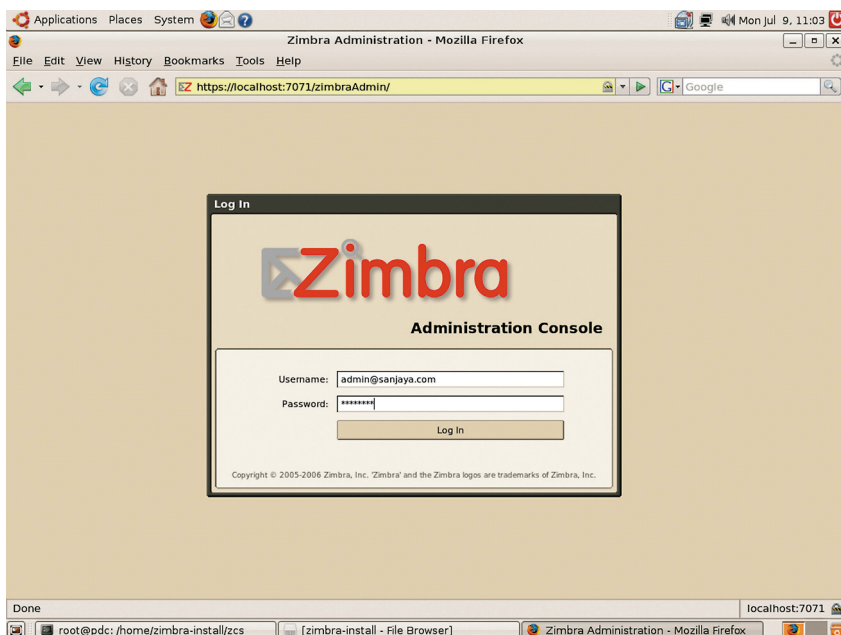 Applications Places System Mon Jul 9, 11:03
Zimbra Administration - Mozilla Firefox
File Edit View History Bookmarks Tools Help
Z https://localhost:7071/zimbraAdmin/ G Google
Log In
Zimbra
Administration Console
Username: admin@sanjaya.com
Password: ********
Log In
Copyright © 2005-2006 Zimbra, Inc. 'Zimbra' and the Zimbra logos are trademarks of Zimbra, Inc.
Done localhost:7071
root@pdc: /home/zimbra-install/zcs [zimbra-install - File Browser] Zimbra Administration - Mozilla Firefox